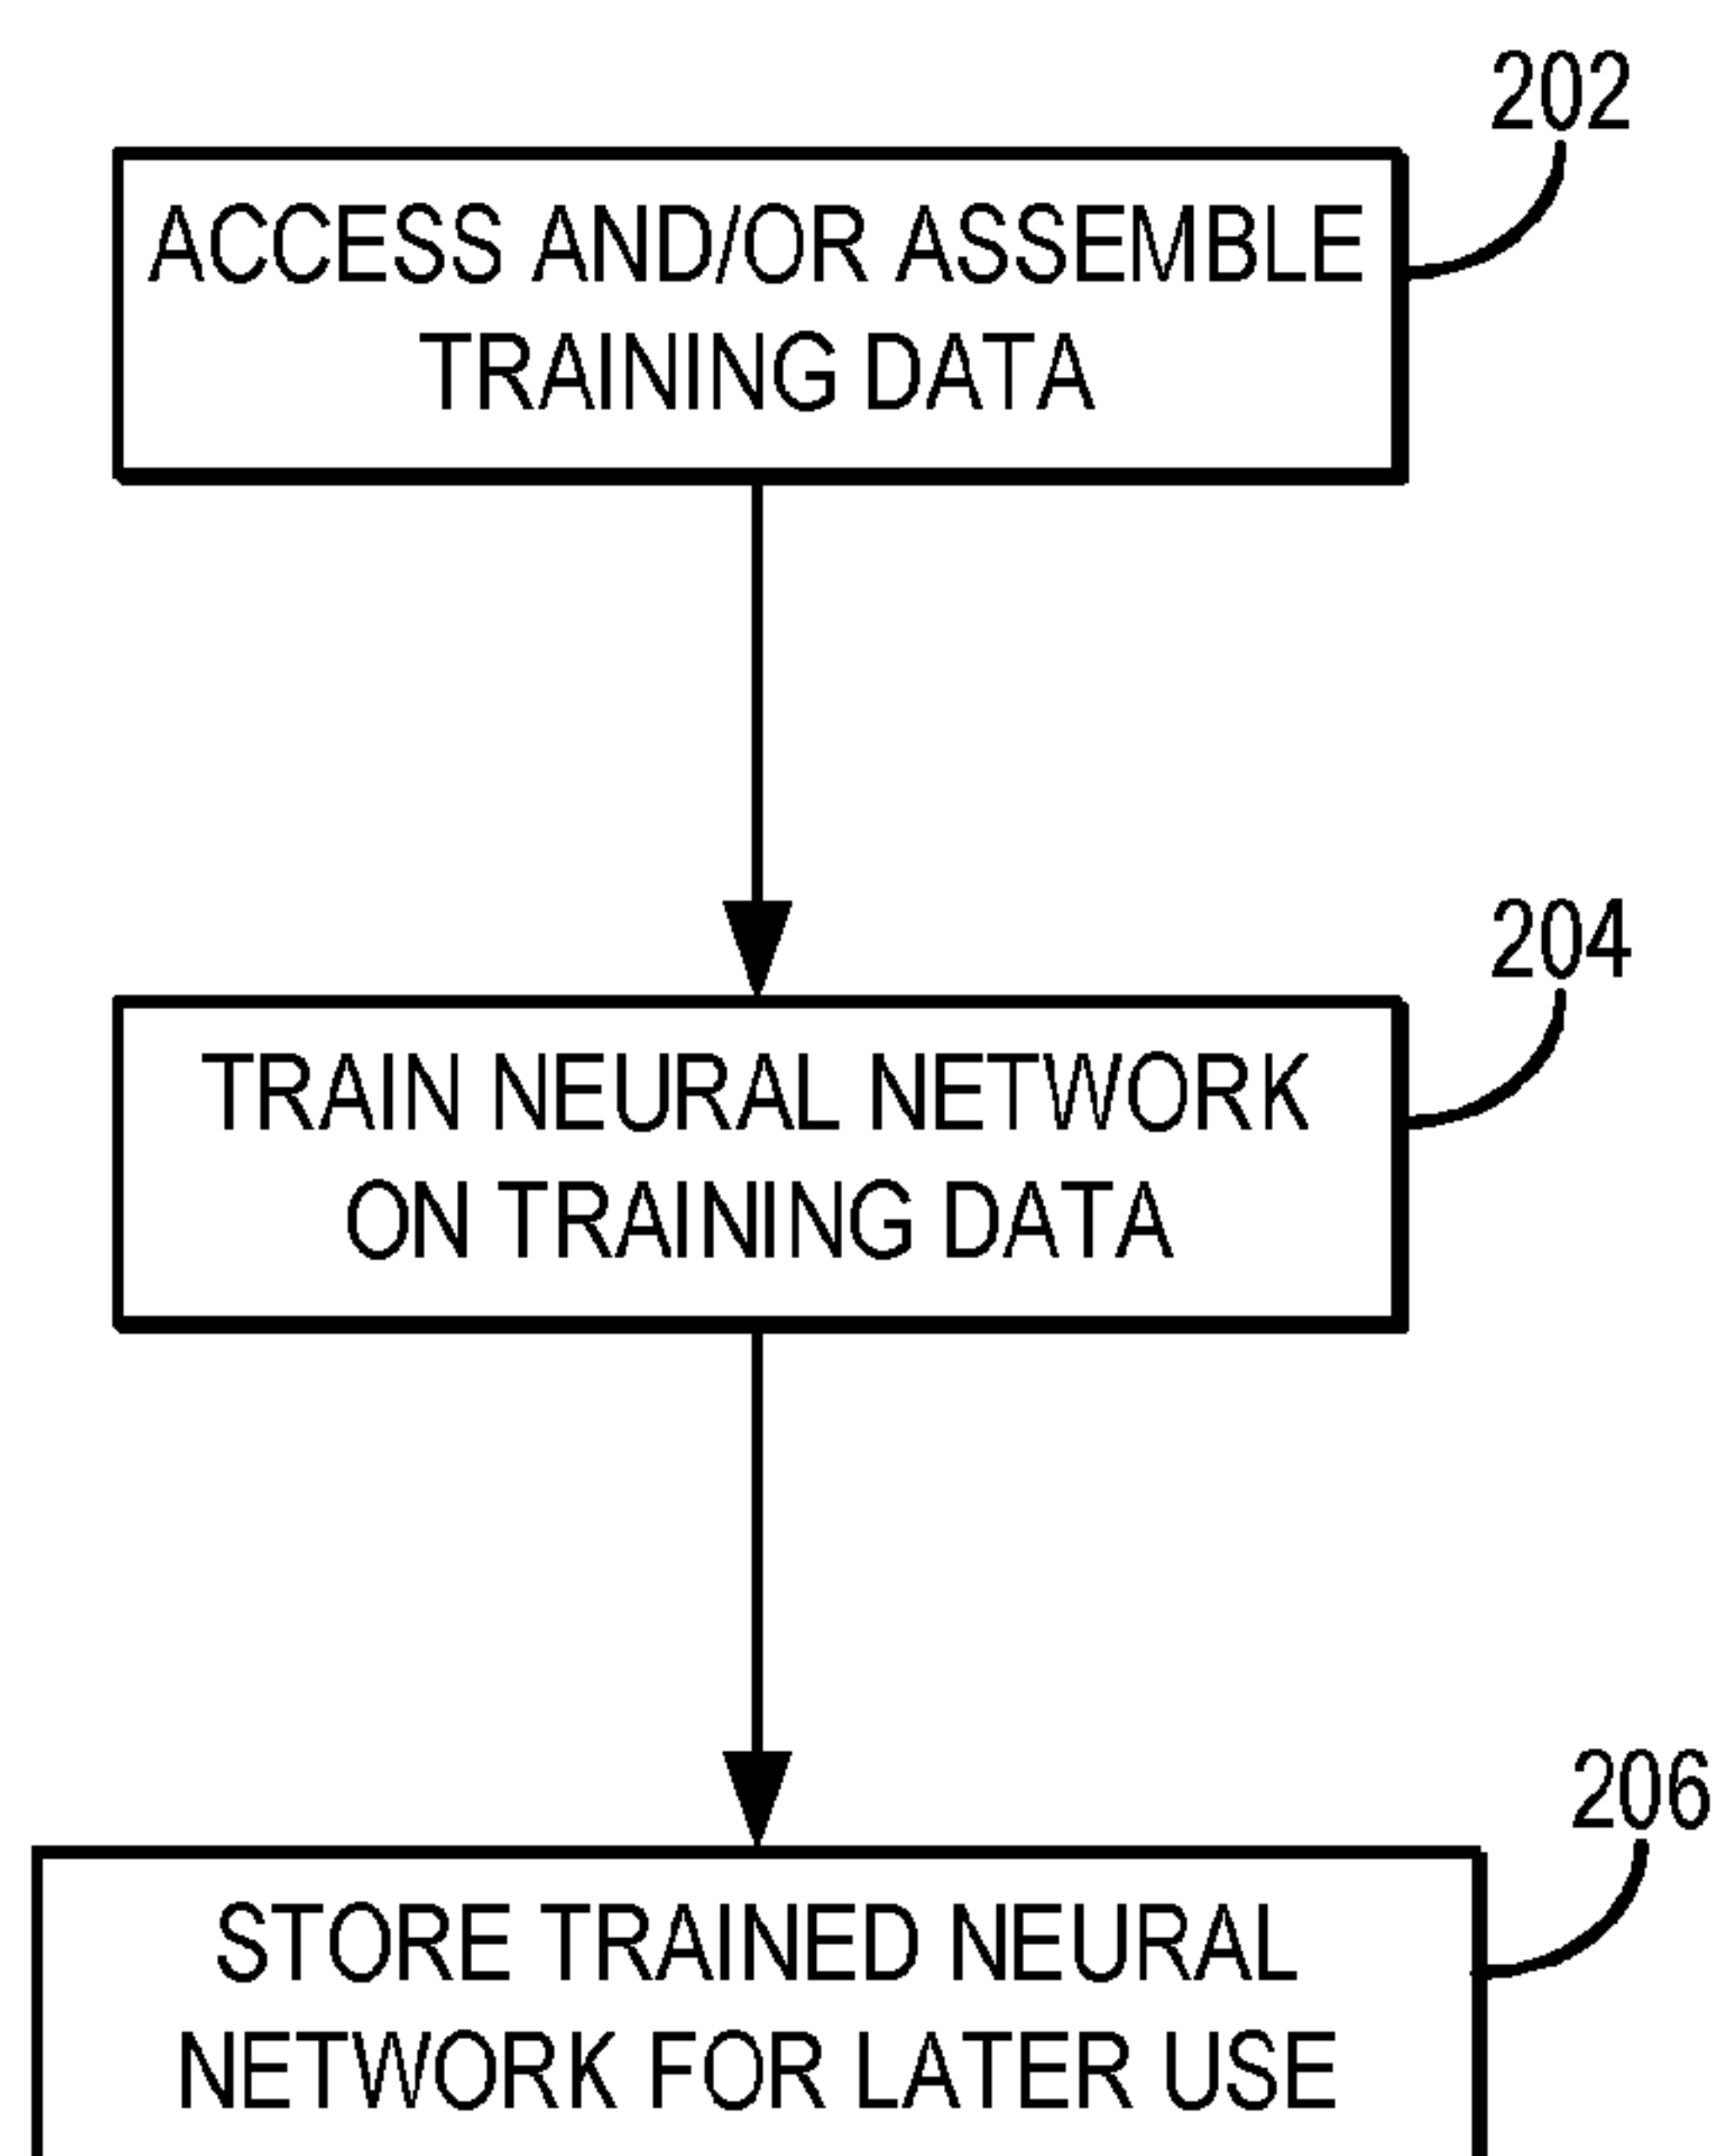 202
ACCESS AND/OR ASSEMBLE
TRAINING DATA
204
TRAIN NEURAL NETWORK
ON TRAINING DATA
206
STORE TRAINED NEURAL
NETWORK FOR LATER USE